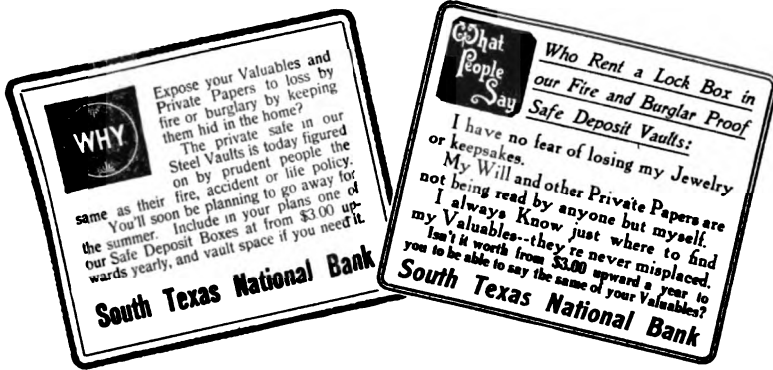 WHY
Expose your Valuables and
Private Papers to loss by
fire or burglary by keeping
them hid in the home?
The private safe in our
Steel Vaults is today figured
on by prudent people the
same as their fire, accident or life policy.
You'll soon be planning to go away for
the summer. Include in your plans one of
our Safe Deposit Boxes at from $3.00 up-
wards yearly, and vault space if you need it.
South Texas National Bank
What
People
Say
Who Rent a Lock Box in
our Fire and Burglar Proof
Safe Deposit Vaults:
I have no fear of losing my Jewelry
or keepsakes.
My Will and other Private Papers are
not being read by anyone but myself.
I always Know just where to find
my Valuables--they're never misplaced.
Isn't it worth from $3.00 upward a year to
you to be able to say the same of your Valuables?
South Texas National Bank